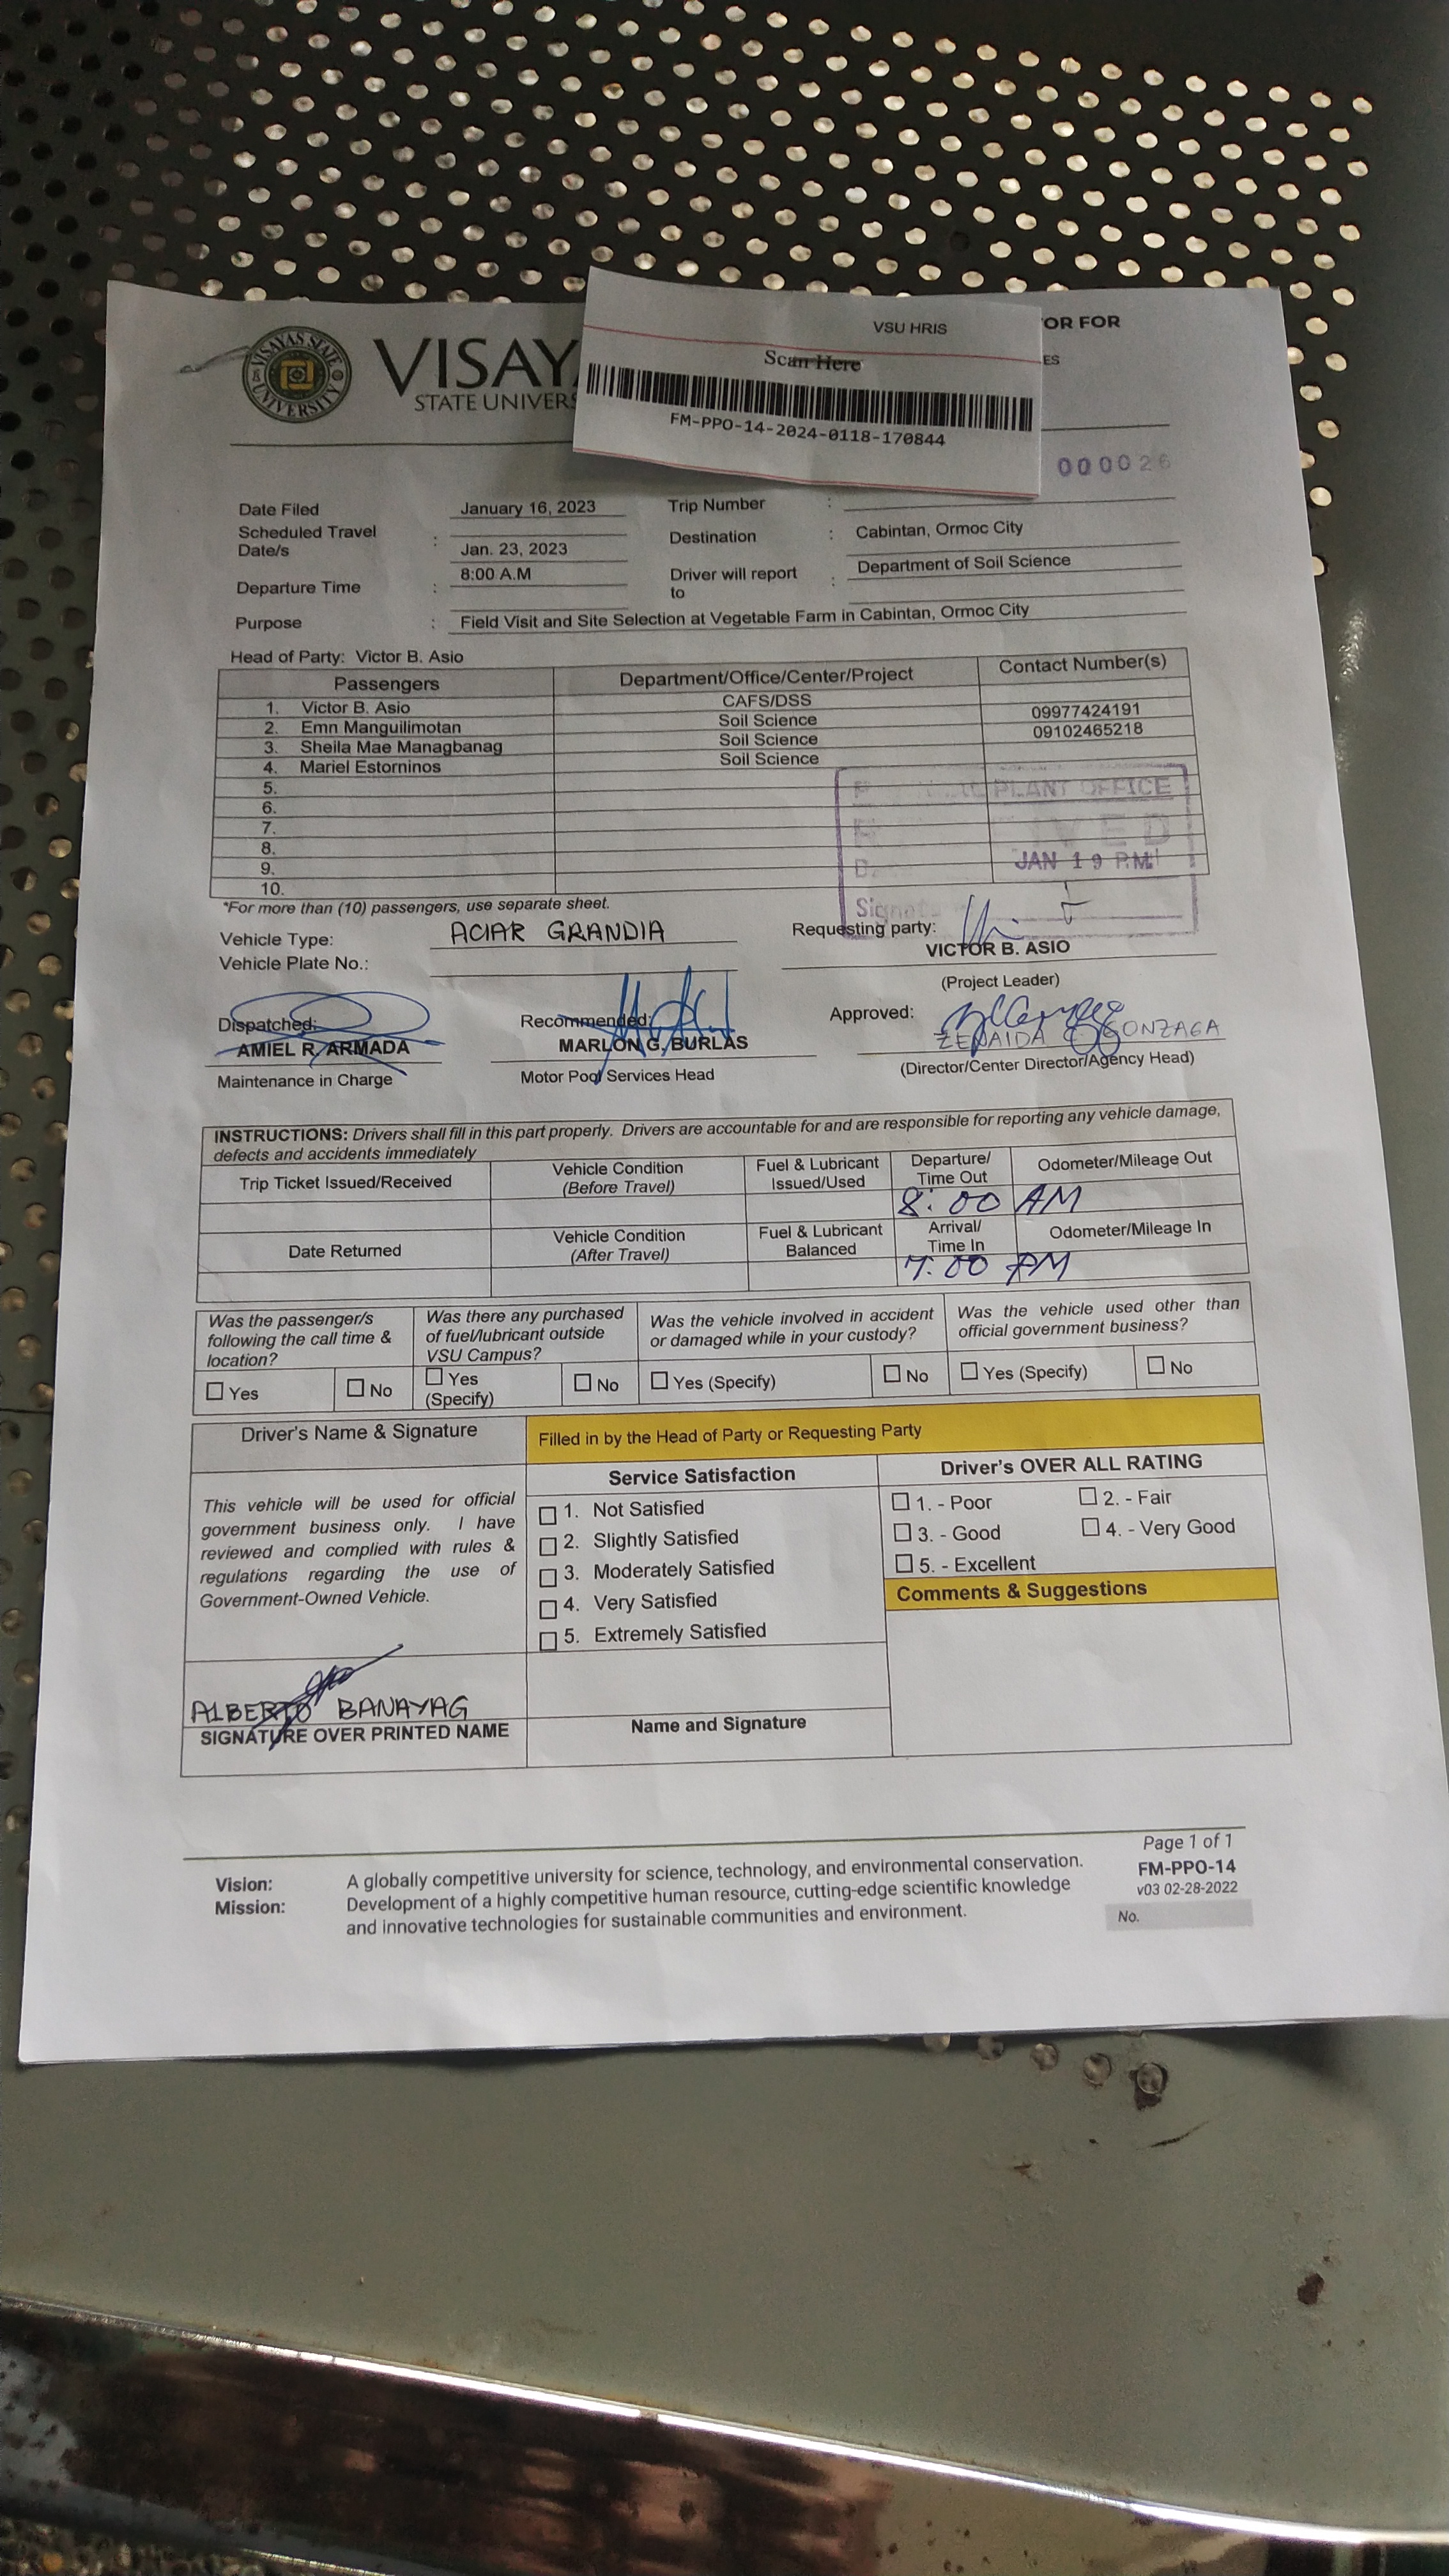 VISAY
STATE UNIVERS
VISAYAS STATE UNIVERSITY
VSU HRIS
Scan Here
FM-PPO-14-2024-0118-170844
OR FOR
ES
000026
Date Filed January 16, 2023 Trip Number :
Scheduled Travel Date/s : Jan. 23, 2023 Destination : Cabintan, Ormoc City
Departure Time : 8:00 A.M Driver will report to : Department of Soil Science
Purpose : Field Visit and Site Selection at Vegetable Farm in Cabintan, Ormoc City
Head of Party: Victor B. Asio
Passengers Department/Office/Center/Project Contact Number(s)
1. Victor B. Asio CAFS/DSS
2. Emn Manguilimotan Soil Science 09977424191
3. Sheila Mae Managbanag Soil Science 09102465218
4. Mariel Estorninos Soil Science
5.
6.
7.
8.
9.
10.
PLANT OFFICE
JAN 19 P.M.
*For more than (10) passengers, use separate sheet.
Vehicle Type: ACIAR GRANDIA Requesting party:
VICTOR B. ASIO
Vehicle Plate No.:
(Project Leader)
Dispatched: Recommended: Approved:
AMIEL R. ARMADA MARLON G. BURLAS ZENAIDA GONZAGA
Maintenance in Charge Motor Pool Services Head (Director/Center Director/Agency Head)
INSTRUCTIONS: Drivers shall fill in this part properly. Drivers are accountable for and are responsible for reporting any vehicle damage,
defects and accidents immediately
Trip Ticket Issued/Received Vehicle Condition (Before Travel) Fuel & Lubricant Issued/Used Departure/ Time Out Odometer/Mileage Out
8:00 AM
Date Returned Vehicle Condition (After Travel) Fuel & Lubricant Balanced Arrival/ Time In Odometer/Mileage In
7:00 PM
Was the passenger/s following the call time & location? Was there any purchased of fuel/lubricant outside VSU Campus? Was the vehicle involved in accident or damaged while in your custody? Was the vehicle used other than official government business?
Yes No Yes (Specify) No Yes (Specify) No Yes (Specify) No
Driver's Name & Signature Filled in by the Head of Party or Requesting Party
Service Satisfaction Driver's OVER ALL RATING
This vehicle will be used for official
government business only. I have
reviewed and complied with rules &
regulations regarding the use of
Government-Owned Vehicle.
1. Not Satisfied
2. Slightly Satisfied
3. Moderately Satisfied
4. Very Satisfied
5. Extremely Satisfied
1. - Poor 2. - Fair
3. - Good 4. - Very Good
5. - Excellent
Comments & Suggestions
ALBERTO BANAYAG
SIGNATURE OVER PRINTED NAME Name and Signature
Page 1 of 1
FM-PPO-14
v03 02-28-2022
No.
Vision: A globally competitive university for science, technology, and environmental conservation.
Mission: Development of a highly competitive human resource, cutting-edge scientific knowledge
and innovative technologies for sustainable communities and environment.